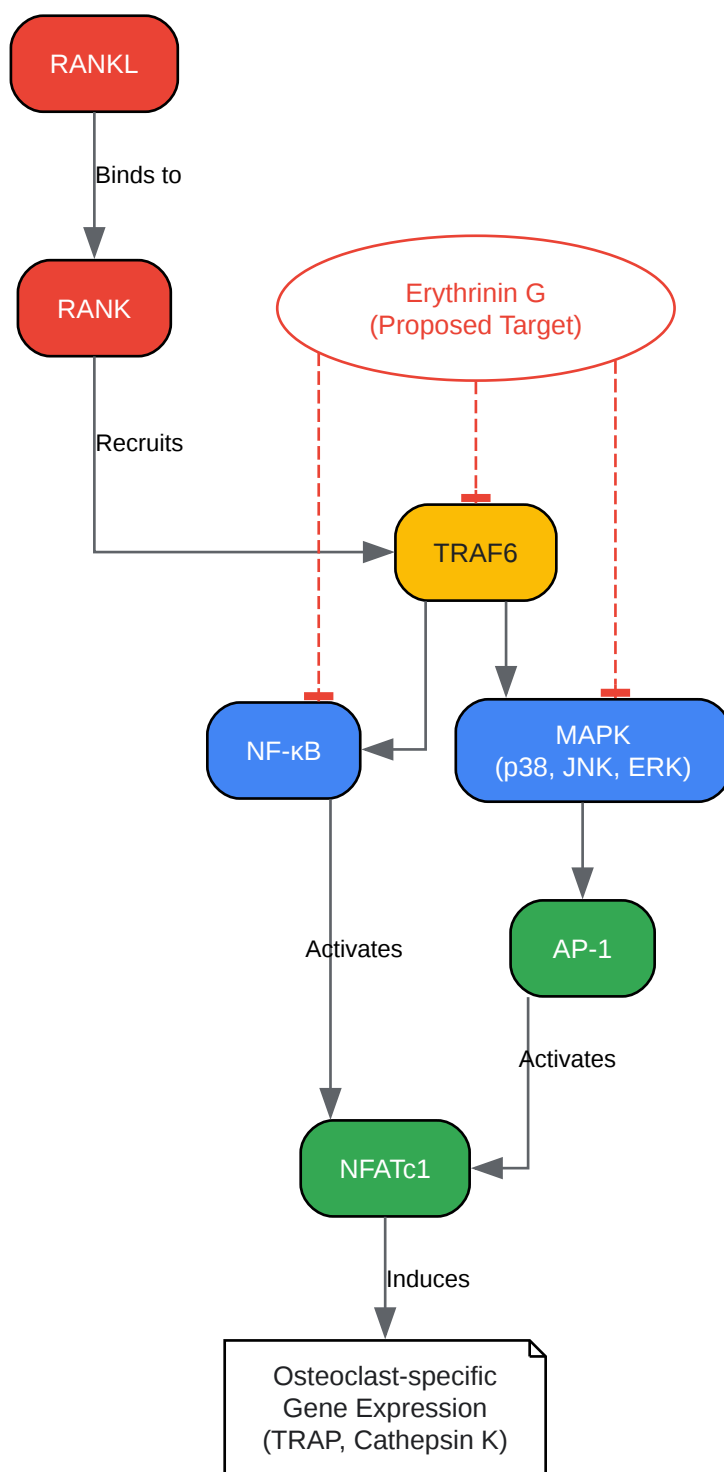 RANKL
Binds to
RANK
Erythrinin G
(Proposed Target)
Recruits
TRAF6
NF-κB
MAPK
(p38, JNK, ERK)
AP-1
Activates
Activates
NFATc1
Induces
Osteoclast-specific
Gene Expression
(TRAP, Cathepsin K)